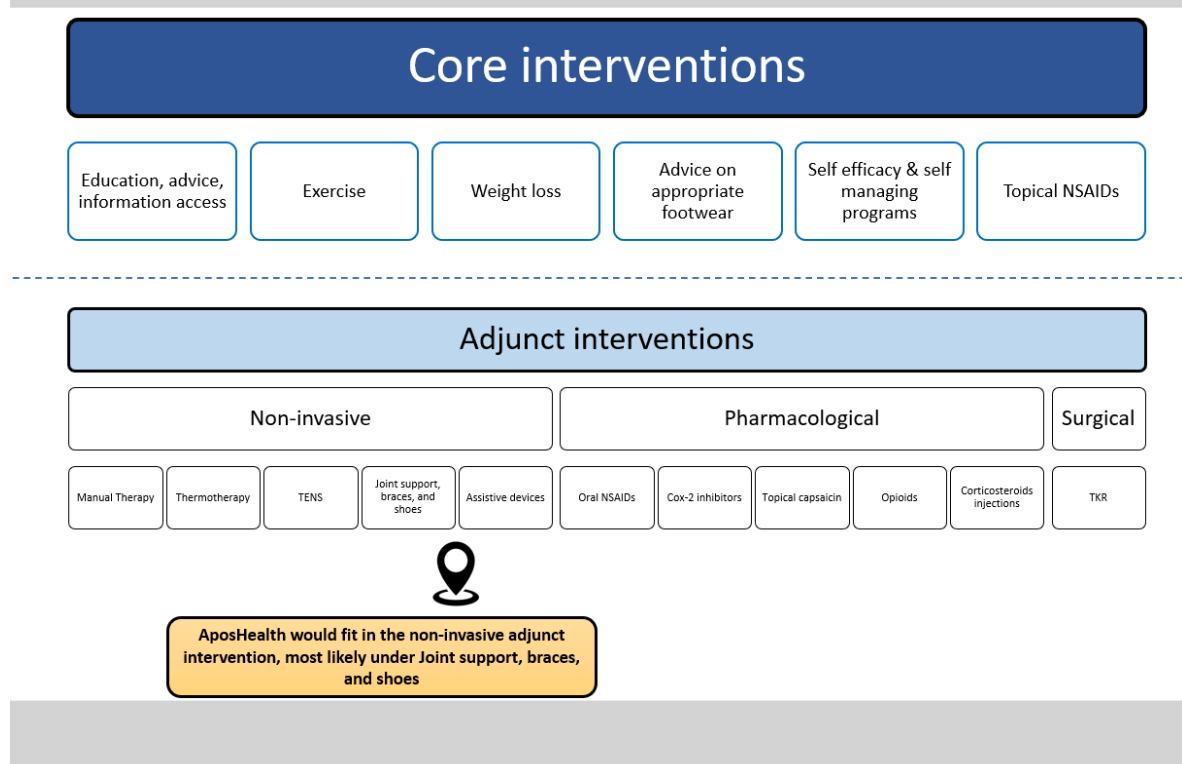 Core interventions
Education, advice,
information access
Exercise
Weight loss
Advice on
appropriate
footwear
Self efficacy & self
managing
programs
Topical NSAIDs
Adjunct interventions
Non-invasive
Pharmacological
Surgical
Manual Therapy
Thermotherapy
TENS
Joint support,
braces, and
shoes
Assistive devices
Oral NSAIDs
Cox-2 inhibitors
Topical capsaicin
Opioids
Corticosteroids
injections
TKR
AposHealth would fit in the non-invasive adjunct
intervention, most likely under Joint support, braces,
and shoes